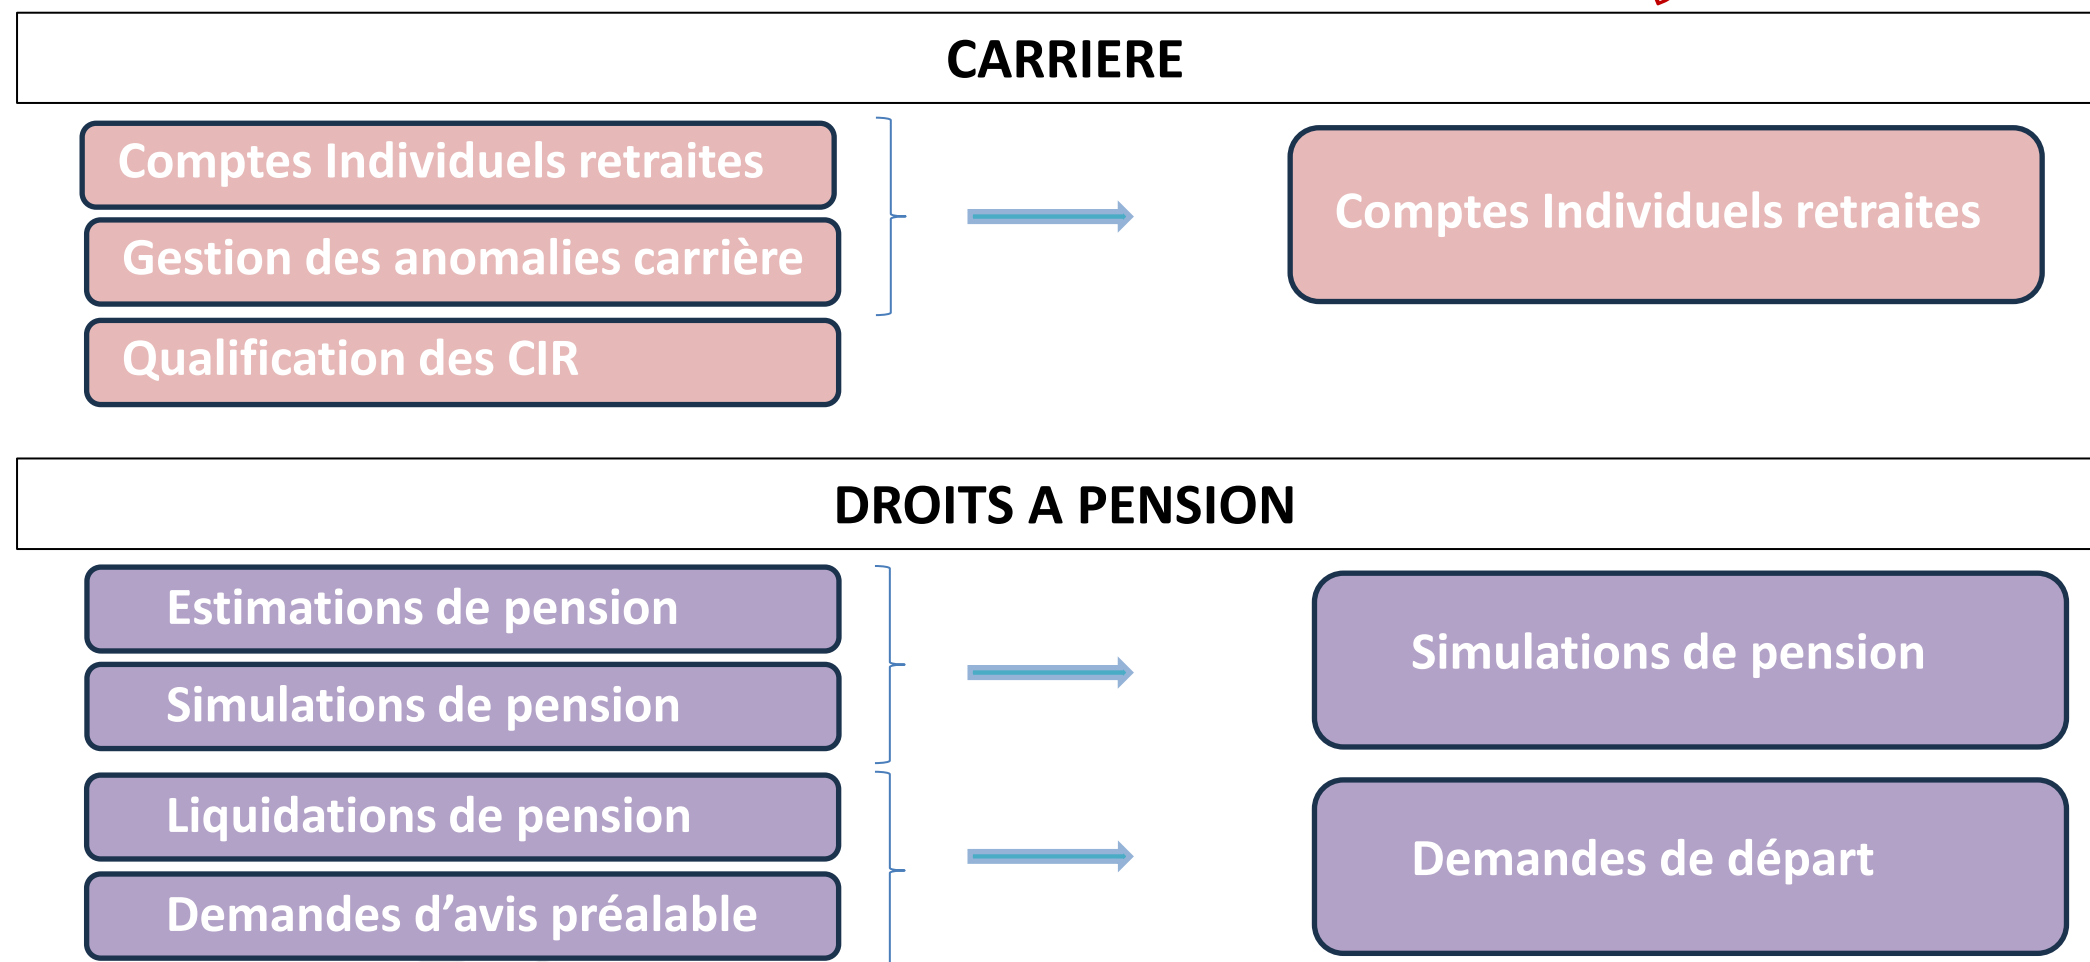 CARRIERE
Comptes Individuels retraites
Gestion des anomalies carrière
Qualification des CIR
Comptes Individuels retraites
DROITS A PENSION
Estimations de pension
Simulations de pension
Simulations de pension
Liquidations de pension
Demandes d’avis préalable
Demandes de départ